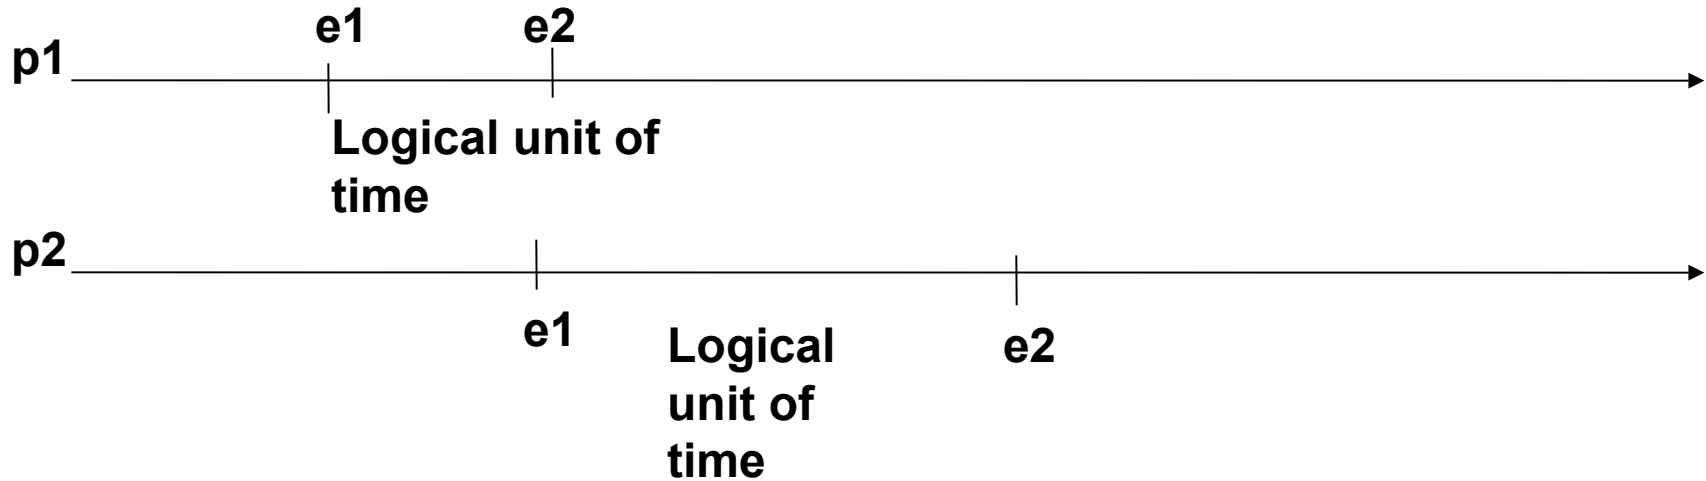 e1 e2
p1
Logical unit of
time
p2
e1
Logical
unit of
time
e2